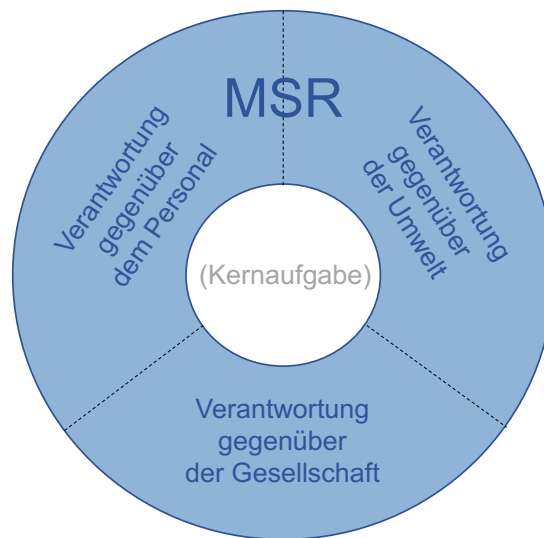 MSR
Verantwortung
gegenüber
dem Personal
Verantwortung
gegenüber
der Umwelt
(Kernaufgabe)
Verantwortung
gegenüber
der Gesellschaft